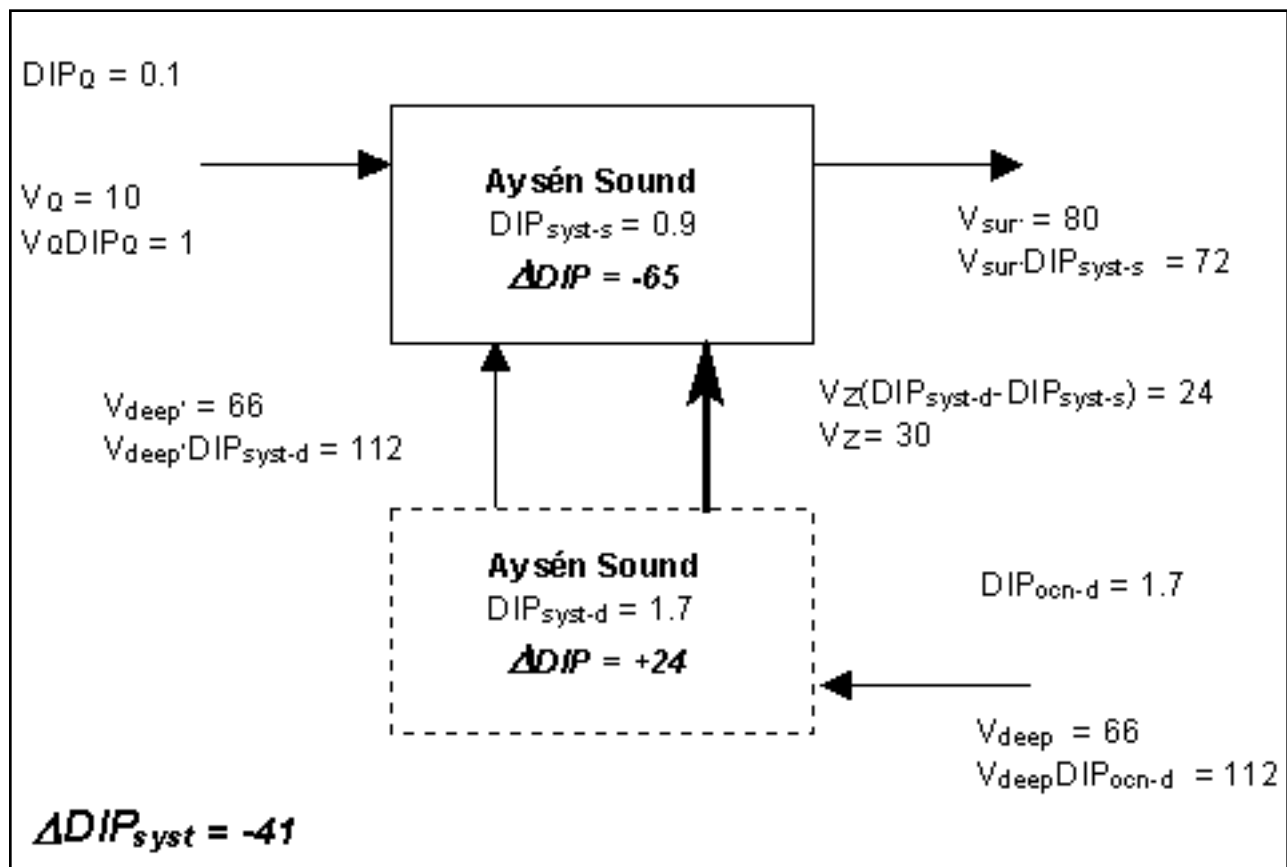 DIPQ = 0.1
VQ = 10
VQDIPQ = 1
Aysén Sound
DIPsyst-s = 0.9
ΔDIP = -65
Vsur' = 80
Vsur'DIPsyst-s = 72
Vdeep' = 66
Vdeep'DIPsyst-d = 112
VZ(DIPsyst-d-DIPsyst-s) = 24
VZ= 30
Aysén Sound
DIPsyst-d = 1.7
ΔDIP = +24
DIPocn-d = 1.7
Vdeep = 66
VdeepDIPocn-d = 112
ΔDIPsyst = -41